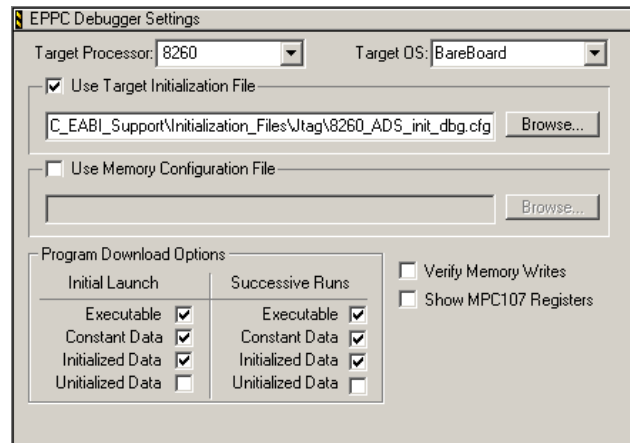 EPPC Debugger Settings
Target Processor: 8260 Target OS: BareBoard
Use Target Initialization File
C_EABI_Support\Initialization_Files\Jtag\8260_ADS_init_dbg.cfg Browse...
Use Memory Configuration File
Browse...
Program Download Options
Initial Launch Successive Runs
Verify Memory Writes
Show MPC107 Registers
Executable Executable
Constant Data Constant Data
Initialized Data Initialized Data
Unitialized Data Unitialized Data